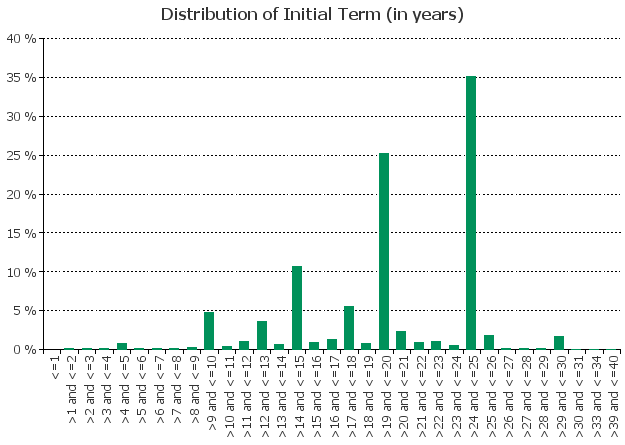 Distribution of Initial Term (in years)
40 %
35 %
30 %
25 %
20 %
15 %
10 %
5 %
0 %
<=1
>1 and <=2
>2 and <=3
>3 and <=4
>4 and <=5
>5 and <=6
>6 and <=7
>7 and <=8
>8 and <=9
>9 and <=10
>10 and <=11
>11 and <=12
>12 and <=13
>13 and <=14
>14 and <=15
>15 and <=16
>16 and <=17
>17 and <=18
>18 and <=19
>19 and <=20
>20 and <=21
>21 and <=22
>22 and <=23
>23 and <=24
>24 and <=25
>25 and <=26
>26 and <=27
>27 and <=28
>28 and <=29
>29 and <=30
>30 and <=31
>33 and <=34
>39 and <=40